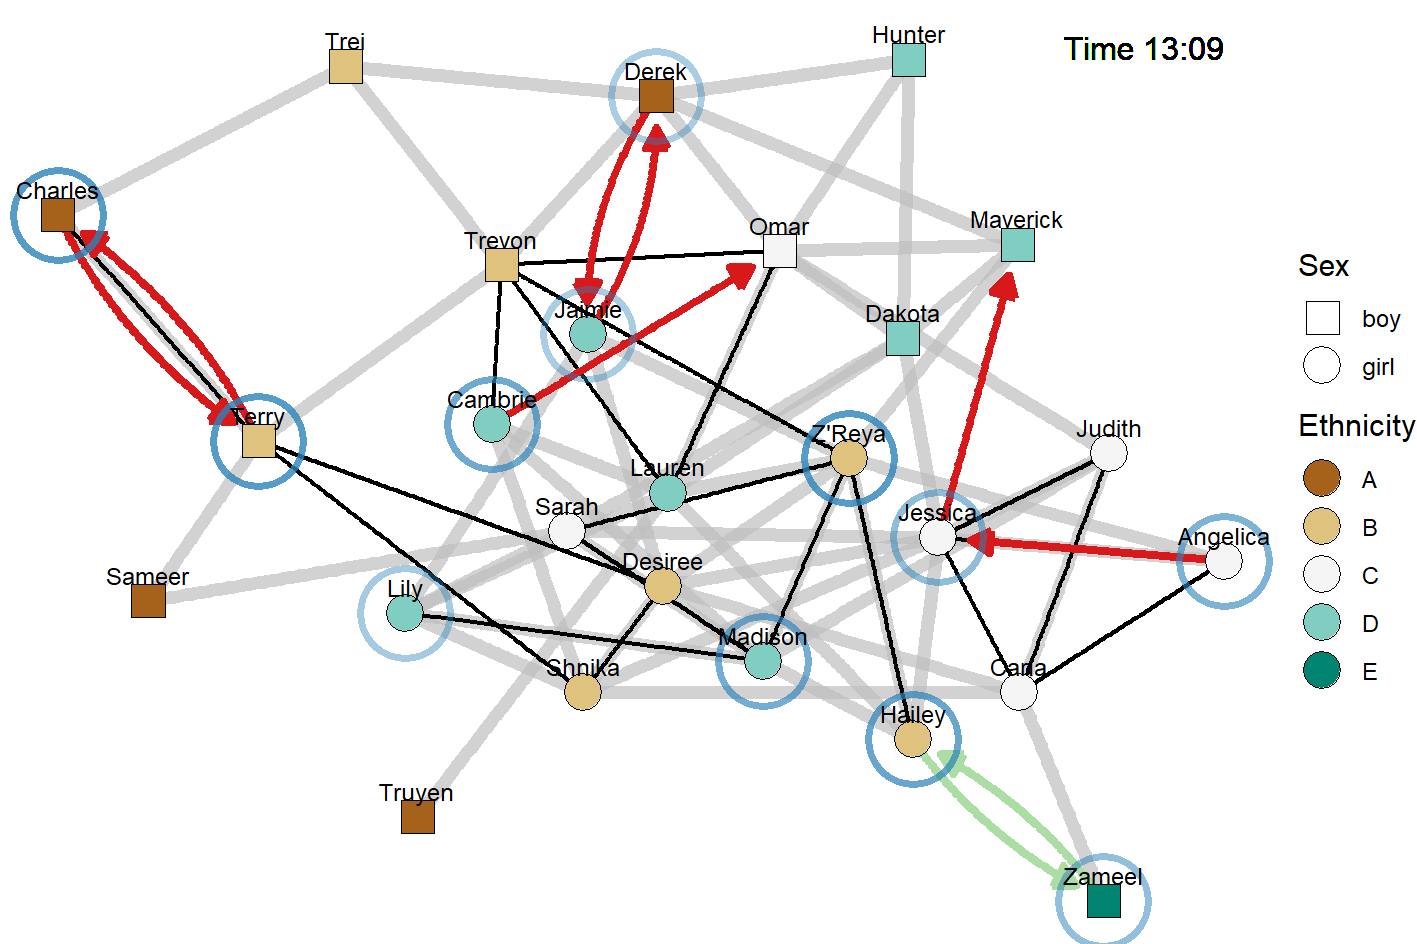 Trei
Hunter
Time 13:09
Derek
Charles
Maverick
Omar
Trevon
Jaimie
Dakota
Cambrie
Terry
Z'Reya
Judith
Lauren
Sarah
Jessica
Angelica
Desiree
Sameer
Lily
Madison
Shnika
Carla
Hailey
Truyen
Zameel
Sex
boy
girl
Ethnicity
A
B
C
D
E